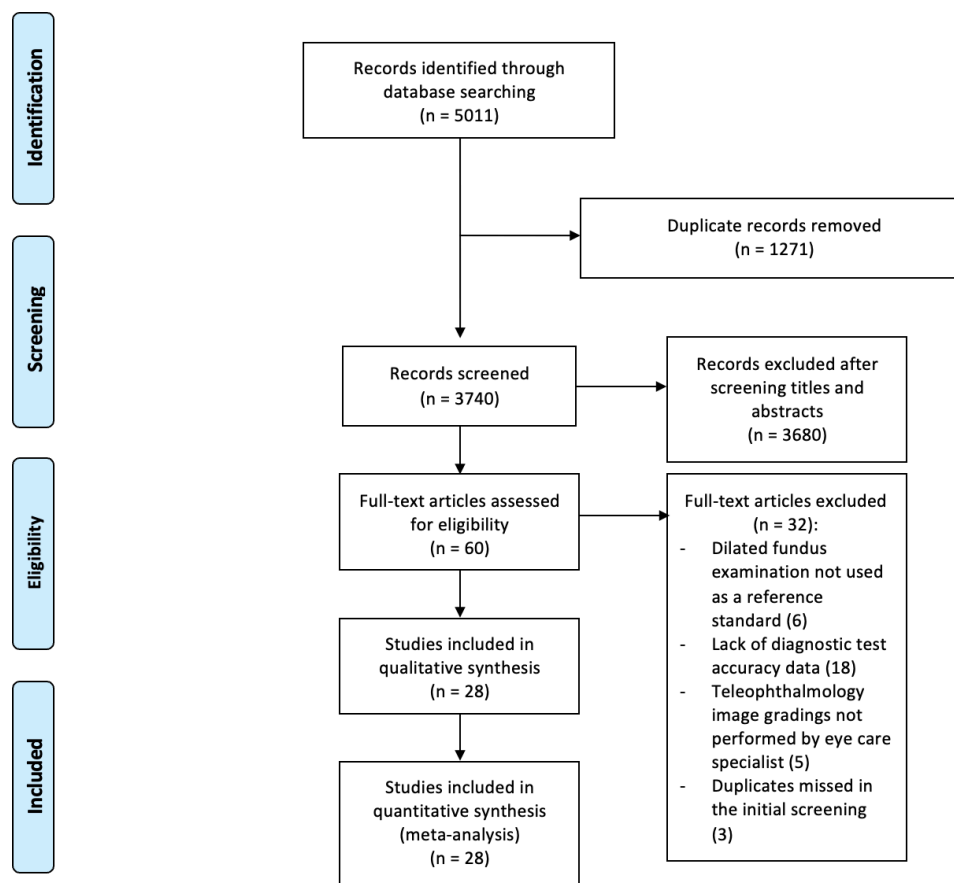 Identification
Records identified through
database searching
(n = 5011)
Duplicate records removed
(n = 1271)
Screening
Records screened
(n = 3740)
Records excluded after
screening titles and
abstracts
(n = 3680)
Eligibility
Full-text articles assessed
for eligibility
(n = 60)
Full-text articles excluded
(n = 32):
- Dilated fundus
examination not used
as a reference
standard (6)
- Lack of diagnostic test
accuracy data (18)
- Teleophthalmology
image gradings not
performed by eye care
specialist (5)
- Duplicates missed in
the initial screening
(3)
Studies included in
qualitative synthesis
(n = 28)
Included
Studies included in
quantitative synthesis
(meta-analysis)
(n = 28)